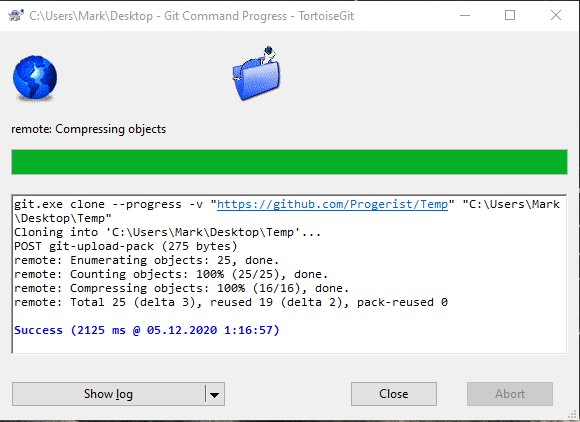 C:\Users\Mark\Desktop - Git Command Progress - TortoiseGit
remote: Compressing objects
git.exe clone --progress -v "https://github.com/Progerist/Temp" "C:\Users\Mark
\Desktop\Temp"
Cloning into 'C:\Users\Mark\Desktop\Temp'...
POST git-upload-pack (275 bytes)
remote: Enumerating objects: 25, done.
remote: Counting objects: 100% (25/25), done.
remote: Compressing objects: 100% (16/16), done.
remote: Total 25 (delta 3), reused 19 (delta 2), pack-reused 0
Success (2125 ms @ 05.12.2020 1:16:57)
Show log
Close
Abort